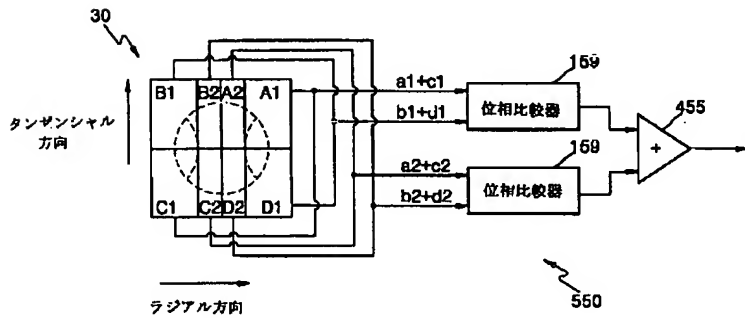 30
B1 B2 A2 A1
C1 C2 D2 D1
タンゼンシャル
方向
ラジアル方向
a1+c1
b1+d1
a2+c2
b2+d2
159
位相比較器
159
位相比較器
455
+
550